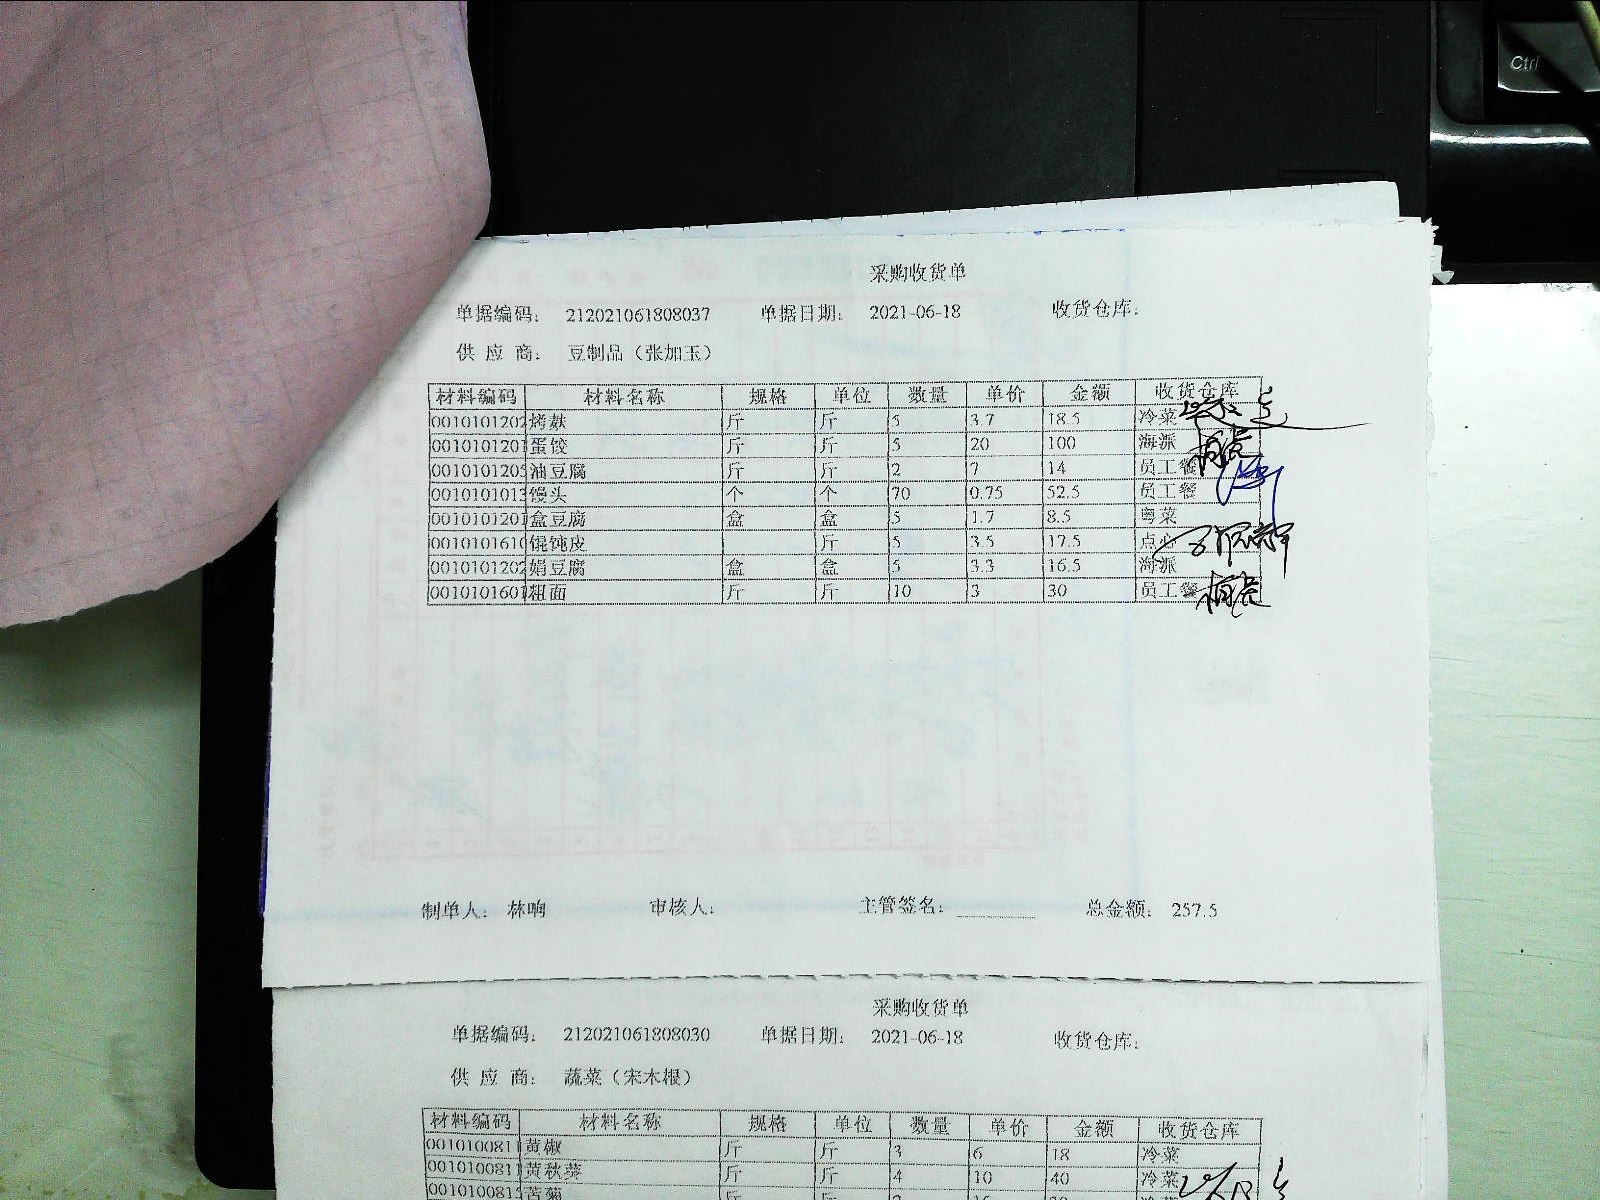 Ctrl
采购收货单
单据编码： 212021061808037 单据日期： 2021-06-18 收货仓库：
供 应 商： 豆制品（张加玉）
材料编码 材料名称 规格 单位 数量 单价 金额 收货仓库
0010101202 烤麸 斤 斤 5 3.7 18.5 冷菜
0010101201 蛋饺 斤 斤 5 20 100 海派
0010101205 油豆腐 斤 斤 2 7 14 员工餐
0010101013 馒头 个 个 70 0.75 52.5 员工餐
0010101201 盒豆腐 盒 盒 5 1.7 8.5 粤菜
0010101610 馄饨皮 斤 5 3.5 17.5 点心
0010101202 娟豆腐 盒 盒 5 3.3 16.5 海派
0010101601 粗面 斤 斤 10 3 30 员工餐
制单人： 林响 审核人： 主管签名： 总金额： 257.5
采购收货单
单据编码： 212021061808030 单据日期： 2021-06-18 收货仓库：
供 应 商： 蔬菜（宋木根）
材料编码 材料名称 规格 单位 数量 单价 金额 收货仓库
0010100811 黄椒 斤 斤 3 6 18 冷菜
0010100811 黄秋葵 斤 斤 4 10 40 冷菜